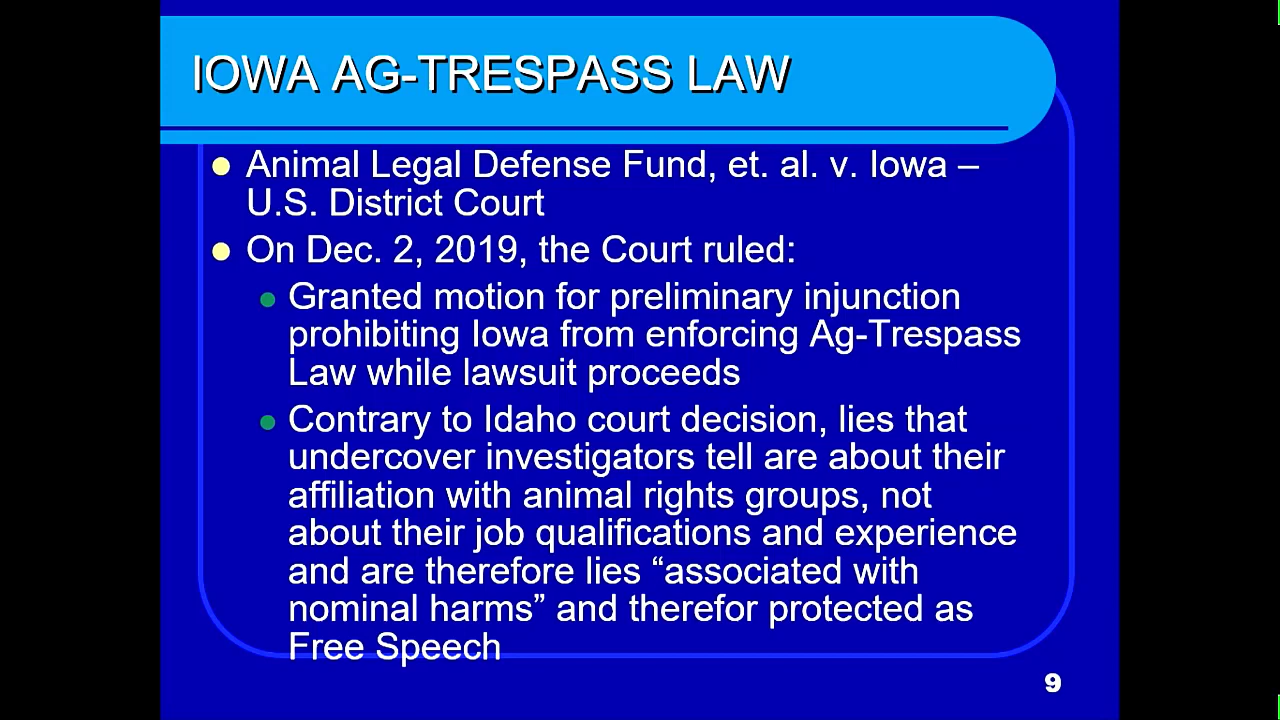 IOWA AG-TRESPASS LAW
Animal Legal Defense Fund, et. al. v. Iowa –
U.S. District Court
On Dec. 2, 2019, the Court ruled:
Granted motion for preliminary injunction
prohibiting Iowa from enforcing Ag-Trespass
Law while lawsuit proceeds
Contrary to Idaho court decision, lies that
undercover investigators tell are about their
affiliation with animal rights groups, not
about their job qualifications and experience
and are therefore lies “associated with
nominal harms” and therefor protected as
Free Speech
9